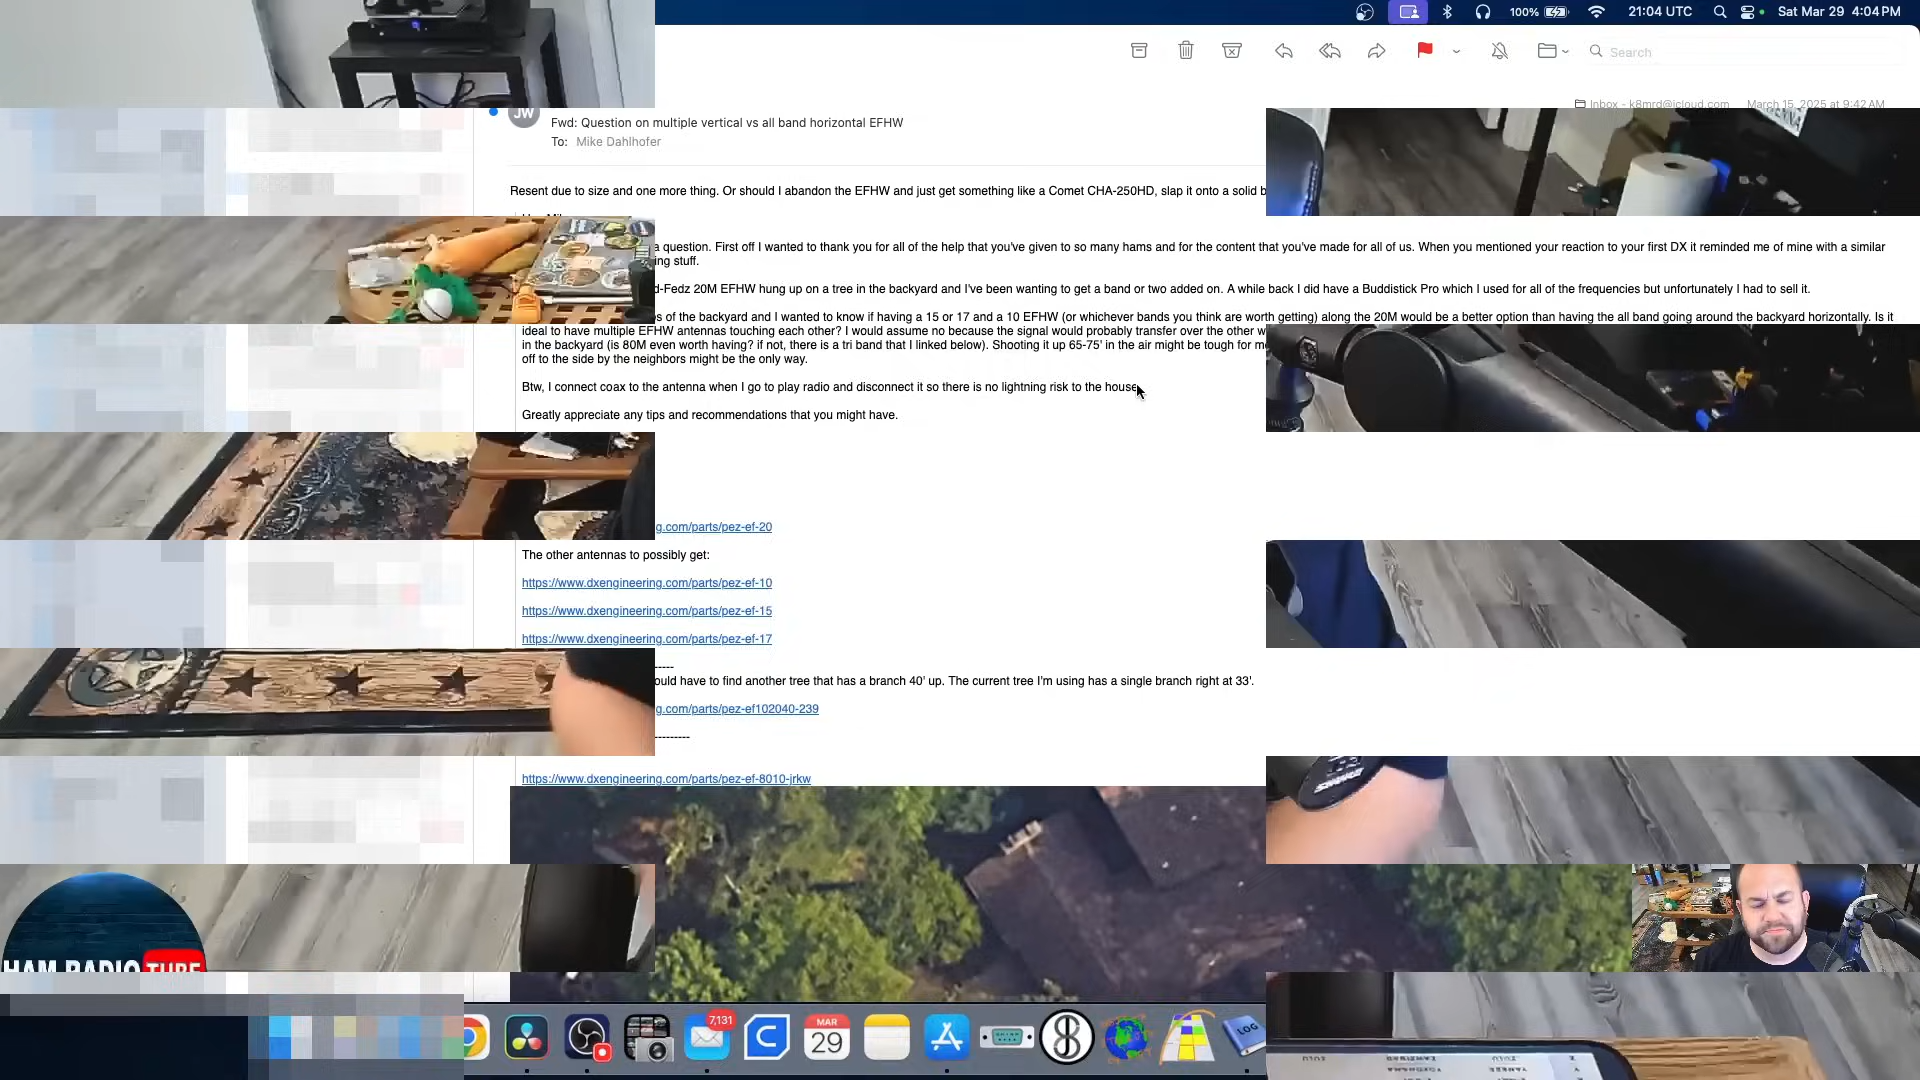 100%
21:04 UTC
Sat Mar 29 4:04 PM
Search
Inbox - k8mrd@icloud.com March 15, 2025 at 9:42 AM
JW
Fwd: Question on multiple vertical vs all band horizontal EFHW
To: Mike Dahlhofer
Resent due to size and one more thing. Or should I abandon the EFHW and just get something like a Comet CHA-250HD, slap it onto a solid
a question. First off I wanted to thank you for all of the help that you've given to so many hams and for the content that you've made for all of us. When you mentioned your reaction to your first DX it reminded me of mine with a similar
ing stuff.
d-Fedz 20M EFHW hung up on a tree in the backyard and I've been wanting to get a band or two added on. A while back I did have a Buddistick Pro which I used for all of the frequencies but unfortunately I had to sell it.
s of the backyard and I wanted to know if having a 15 or 17 and a 10 EFHW (or whichever bands you think are worth getting) along the 20M would be a better option than having the all band going around the backyard horizontally. Is it
ideal to have multiple EFHW antennas touching each other? I would assume no because the signal would probably transfer over the other
in the backyard (is 80M even worth having? if not, there is a tri band that I linked below). Shooting it up 65-75' in the air might be tough for
off to the side by the neighbors might be the only way.
Btw, I connect coax to the antenna when I go to play radio and disconnect it so there is no lightning risk to the house
Greatly appreciate any tips and recommendations that you might have.
g.com/parts/pez-ef-20
The other antennas to possibly get:
https://www.dxengineering.com/parts/pez-ef-10
https://www.dxengineering.com/parts/pez-ef-15
https://www.dxengineering.com/parts/pez-ef-17
-----
ould have to find another tree that has a branch 40' up. The current tree I'm using has a single branch right at 33'.
g.com/parts/pez-ef102040-239
---------
https://www.dxengineering.com/parts/pez-ef-8010-jrkw
SHURE
HAM RADIO TUBE
7,131
MAR
29
LOG